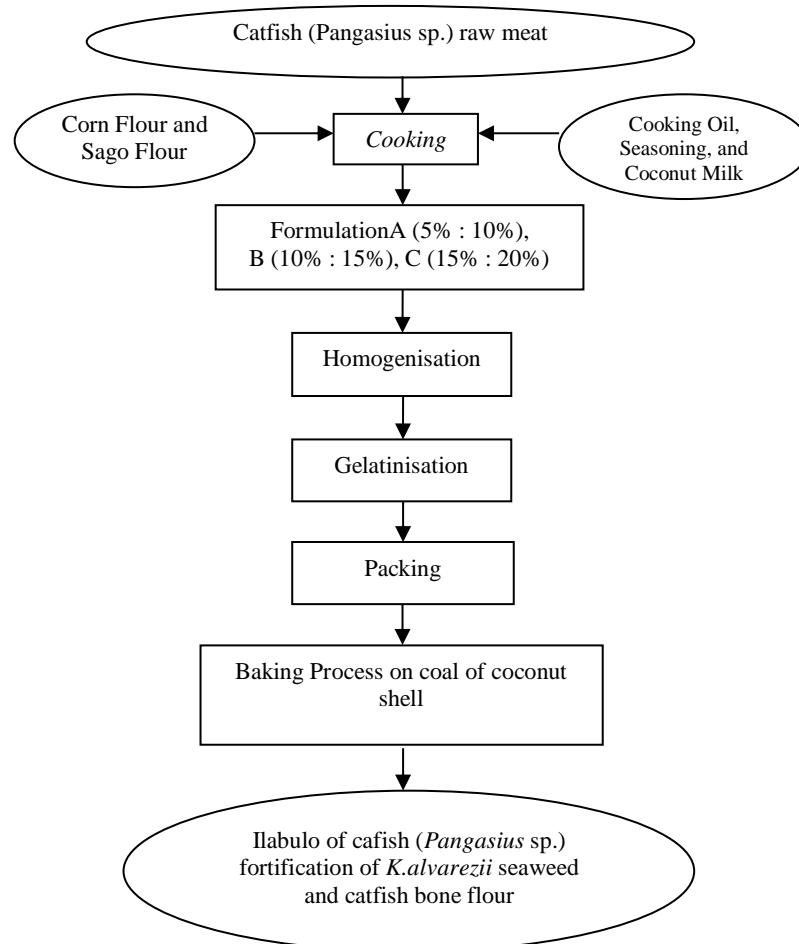 Catfish (Pangasius sp.) raw meat
Corn Flour and
Sago Flour
Cooking
Cooking Oil,
Seasoning, and
Coconut Milk
FormulationA (5% : 10%),
B (10% : 15%), C (15% : 20%)
Homogenisation
Gelatinisation
Packing
Baking Process on coal of coconut
shell
Ilabulo of cafish (Pangasius sp.)
fortification of K.alvarezii seaweed
and catfish bone flour